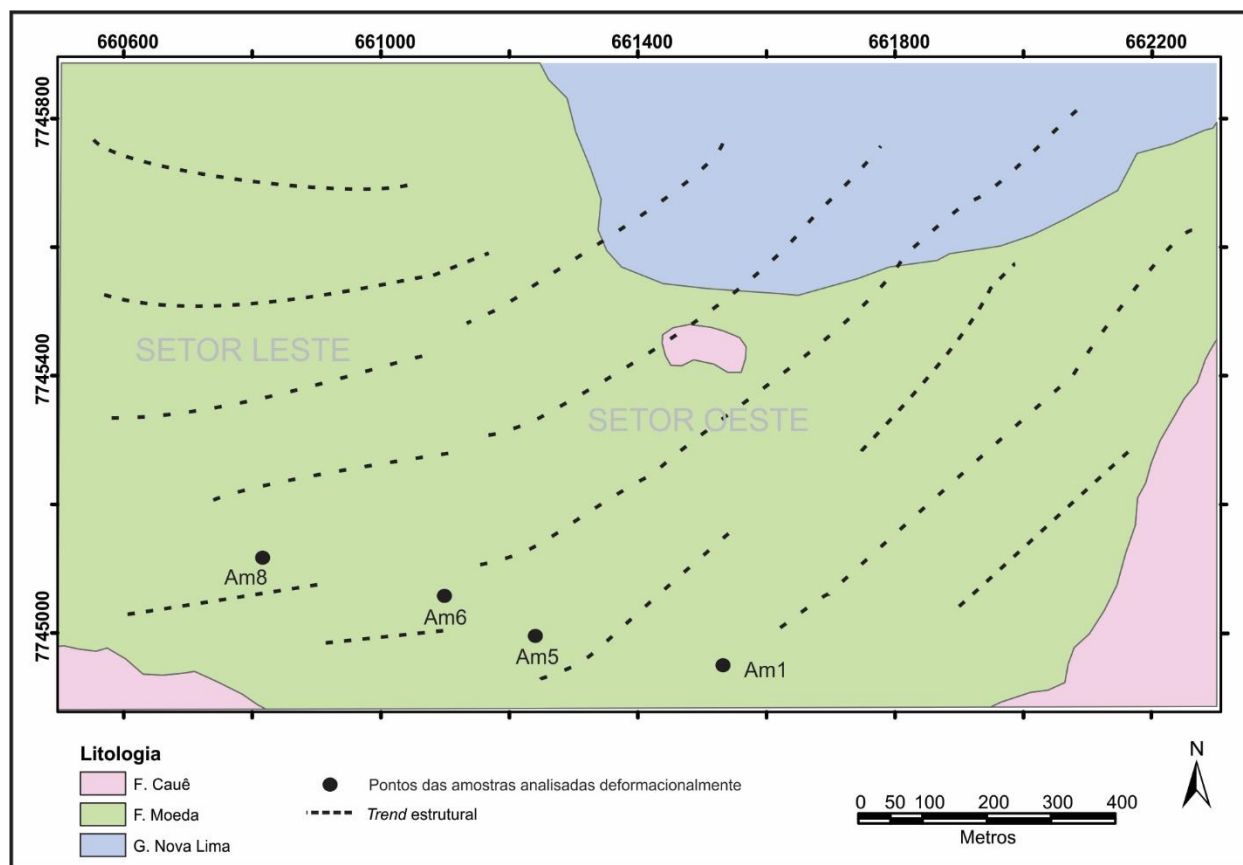 660600 661000 661400 661800 662200
7745800
7745400
7745000
SETOR LESTE
SETOR OESTE
Am8
Am6
Am5
Am1
Litologia
F. Cauê
F. Moeda
G. Nova Lima
Pontos das amostras analisadas deformacionalmente
Trend estrutural
N
0 50 100 200 300 400
Metros